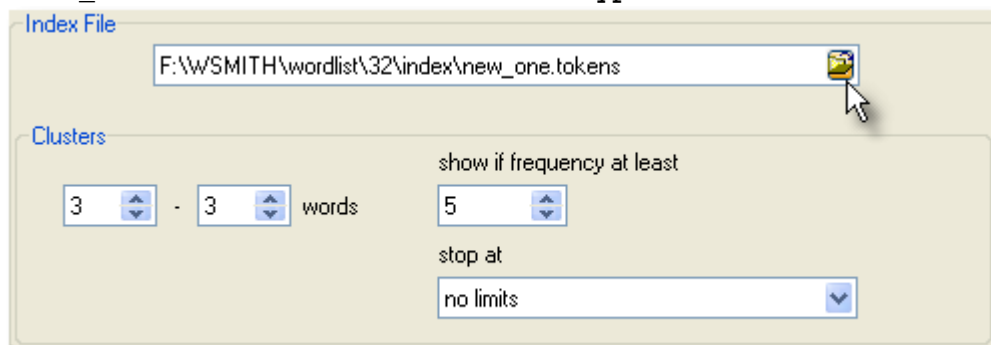 Index File
F:\WSMITH\wordlist\32\index\new_one.tokens
Clusters
show if frequency at least
3 - 3 words 5
stop at
no limits